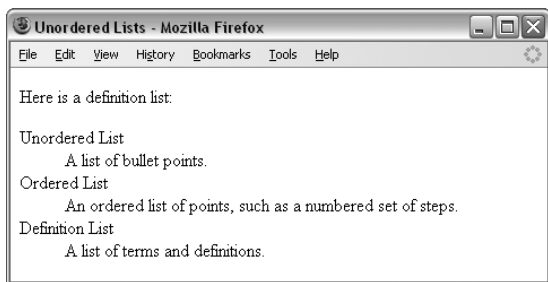 Unordered Lists - Mozilla Firefox
File Edit View History Bookmarks Tools Help
Here is a definition list:
Unordered List
A list of bullet points.
Ordered List
An ordered list of points, such as a numbered set of steps.
Definition List
A list of terms and definitions.